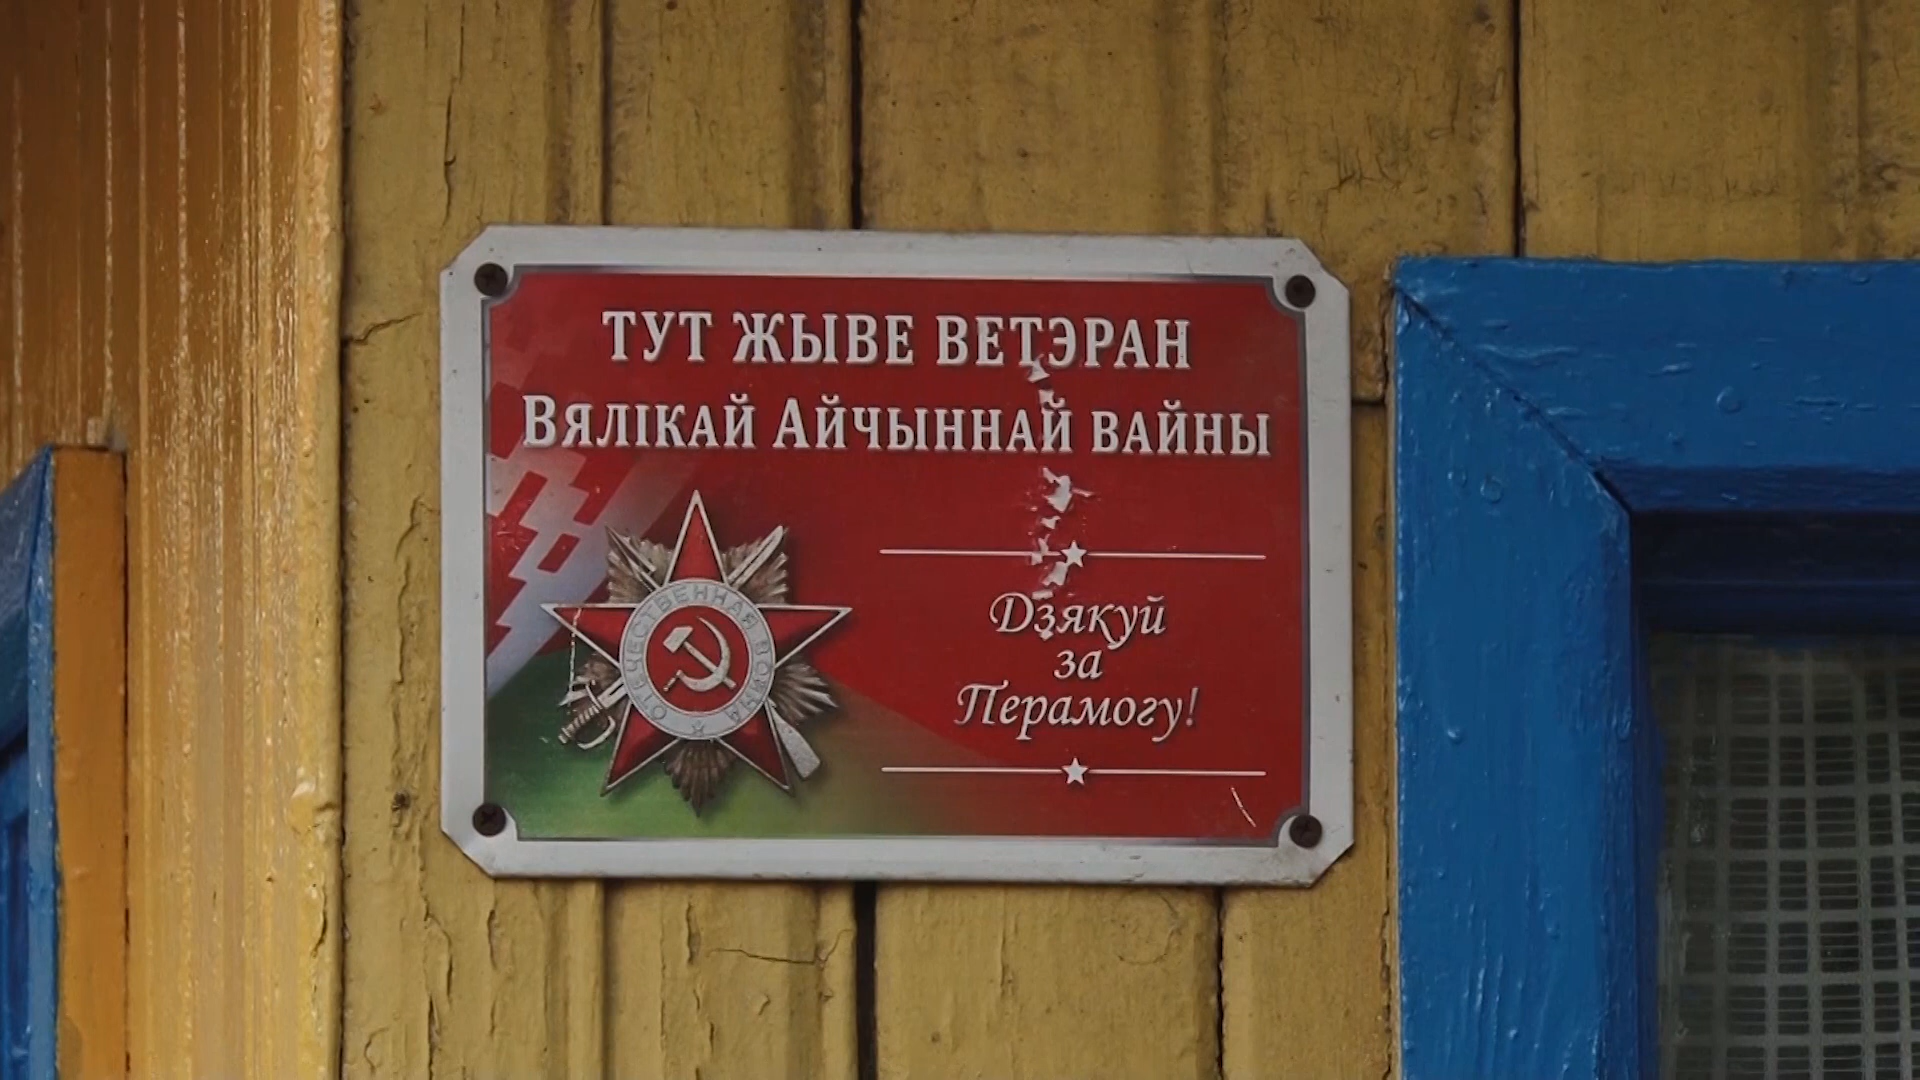 ТУТ ЖЫВЕ ВЕТЭРАН
ВЯЛІКАЙ АЙЧЫННАЙ ВАЙНЫ
ОТЕЧЕСТВЕННАЯ ВОЙНА
Дзякуй
за
Перамогу!